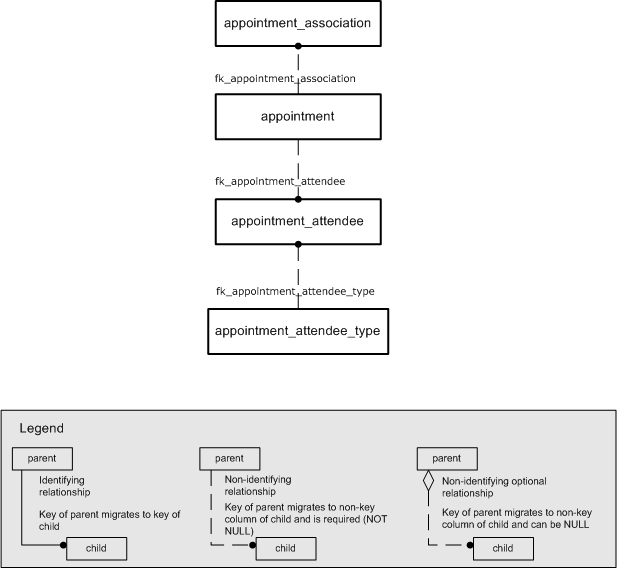 appointment_association
fk_appointment_association
appointment
fk_appointment_attendee
appointment_attendee
fk_appointment_attendee_type
appointment_attendee_type
Legend
parent
Identifying
relationship
Key of parent migrates to key
of child
child
parent
Non-identifying
relationship
Key of parent migrates to non-key
column of child and is required (NOT
NULL)
child
parent
Non-identifying optional
relationship
Key of parent migrates to non-key
column of child and can be NULL
child